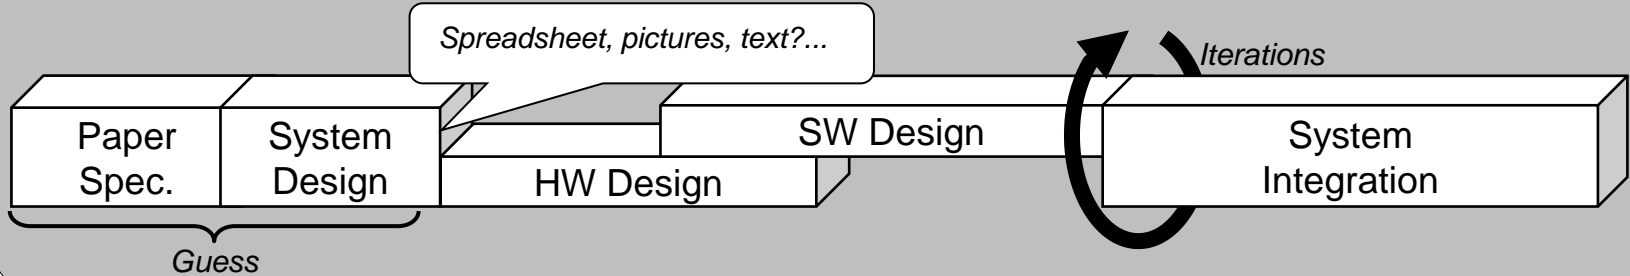 Spreadsheet, pictures, text?...
Iterations
Paper
Spec.
System
Design
HW Design
SW Design
System
Integration
Guess